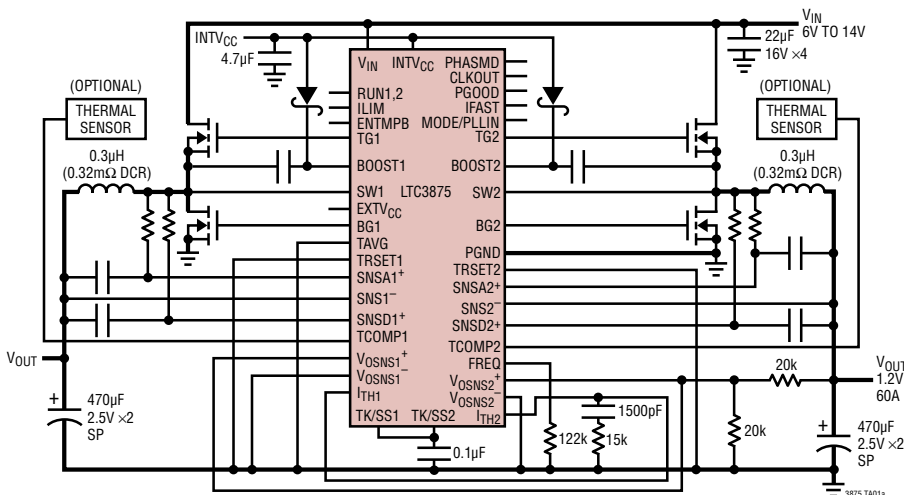 VIN
6V TO 14V
INTVCC
4.7µF
22µF
16V ×4
(OPTIONAL)
THERMAL
SENSOR
(OPTIONAL)
THERMAL
SENSOR
0.3µH
(0.32mΩ DCR)
0.3µH
(0.32mΩ DCR)
VIN
INTVCC
RUN1,2
ILIM
ENTMPB
TG1
BOOST1
SW1
LTC3875
EXTVCC
BG1
TAVG
TRSET1
SNSA1+
SNS1–
SNSD1+
TCOMP1
VOSNS1+
VOSNS1–
ITH1
TK/SS1
TK/SS2
PHASMD
CLKOUT
PGOOD
IFAST
MODE/PLLIN
TG2
BOOST2
SW2
BG2
PGND
TRSET2
SNSA2+
SNS2–
SNSD2+
TCOMP2
FREQ
VOSNS2+
VOSNS2–
ITH2
VOUT
470µF
2.5V ×2
SP
0.1µF
122k
1500pF
15k
20k
20k
VOUT
1.2V
60A
470µF
2.5V ×2
SP
3875 TA01a